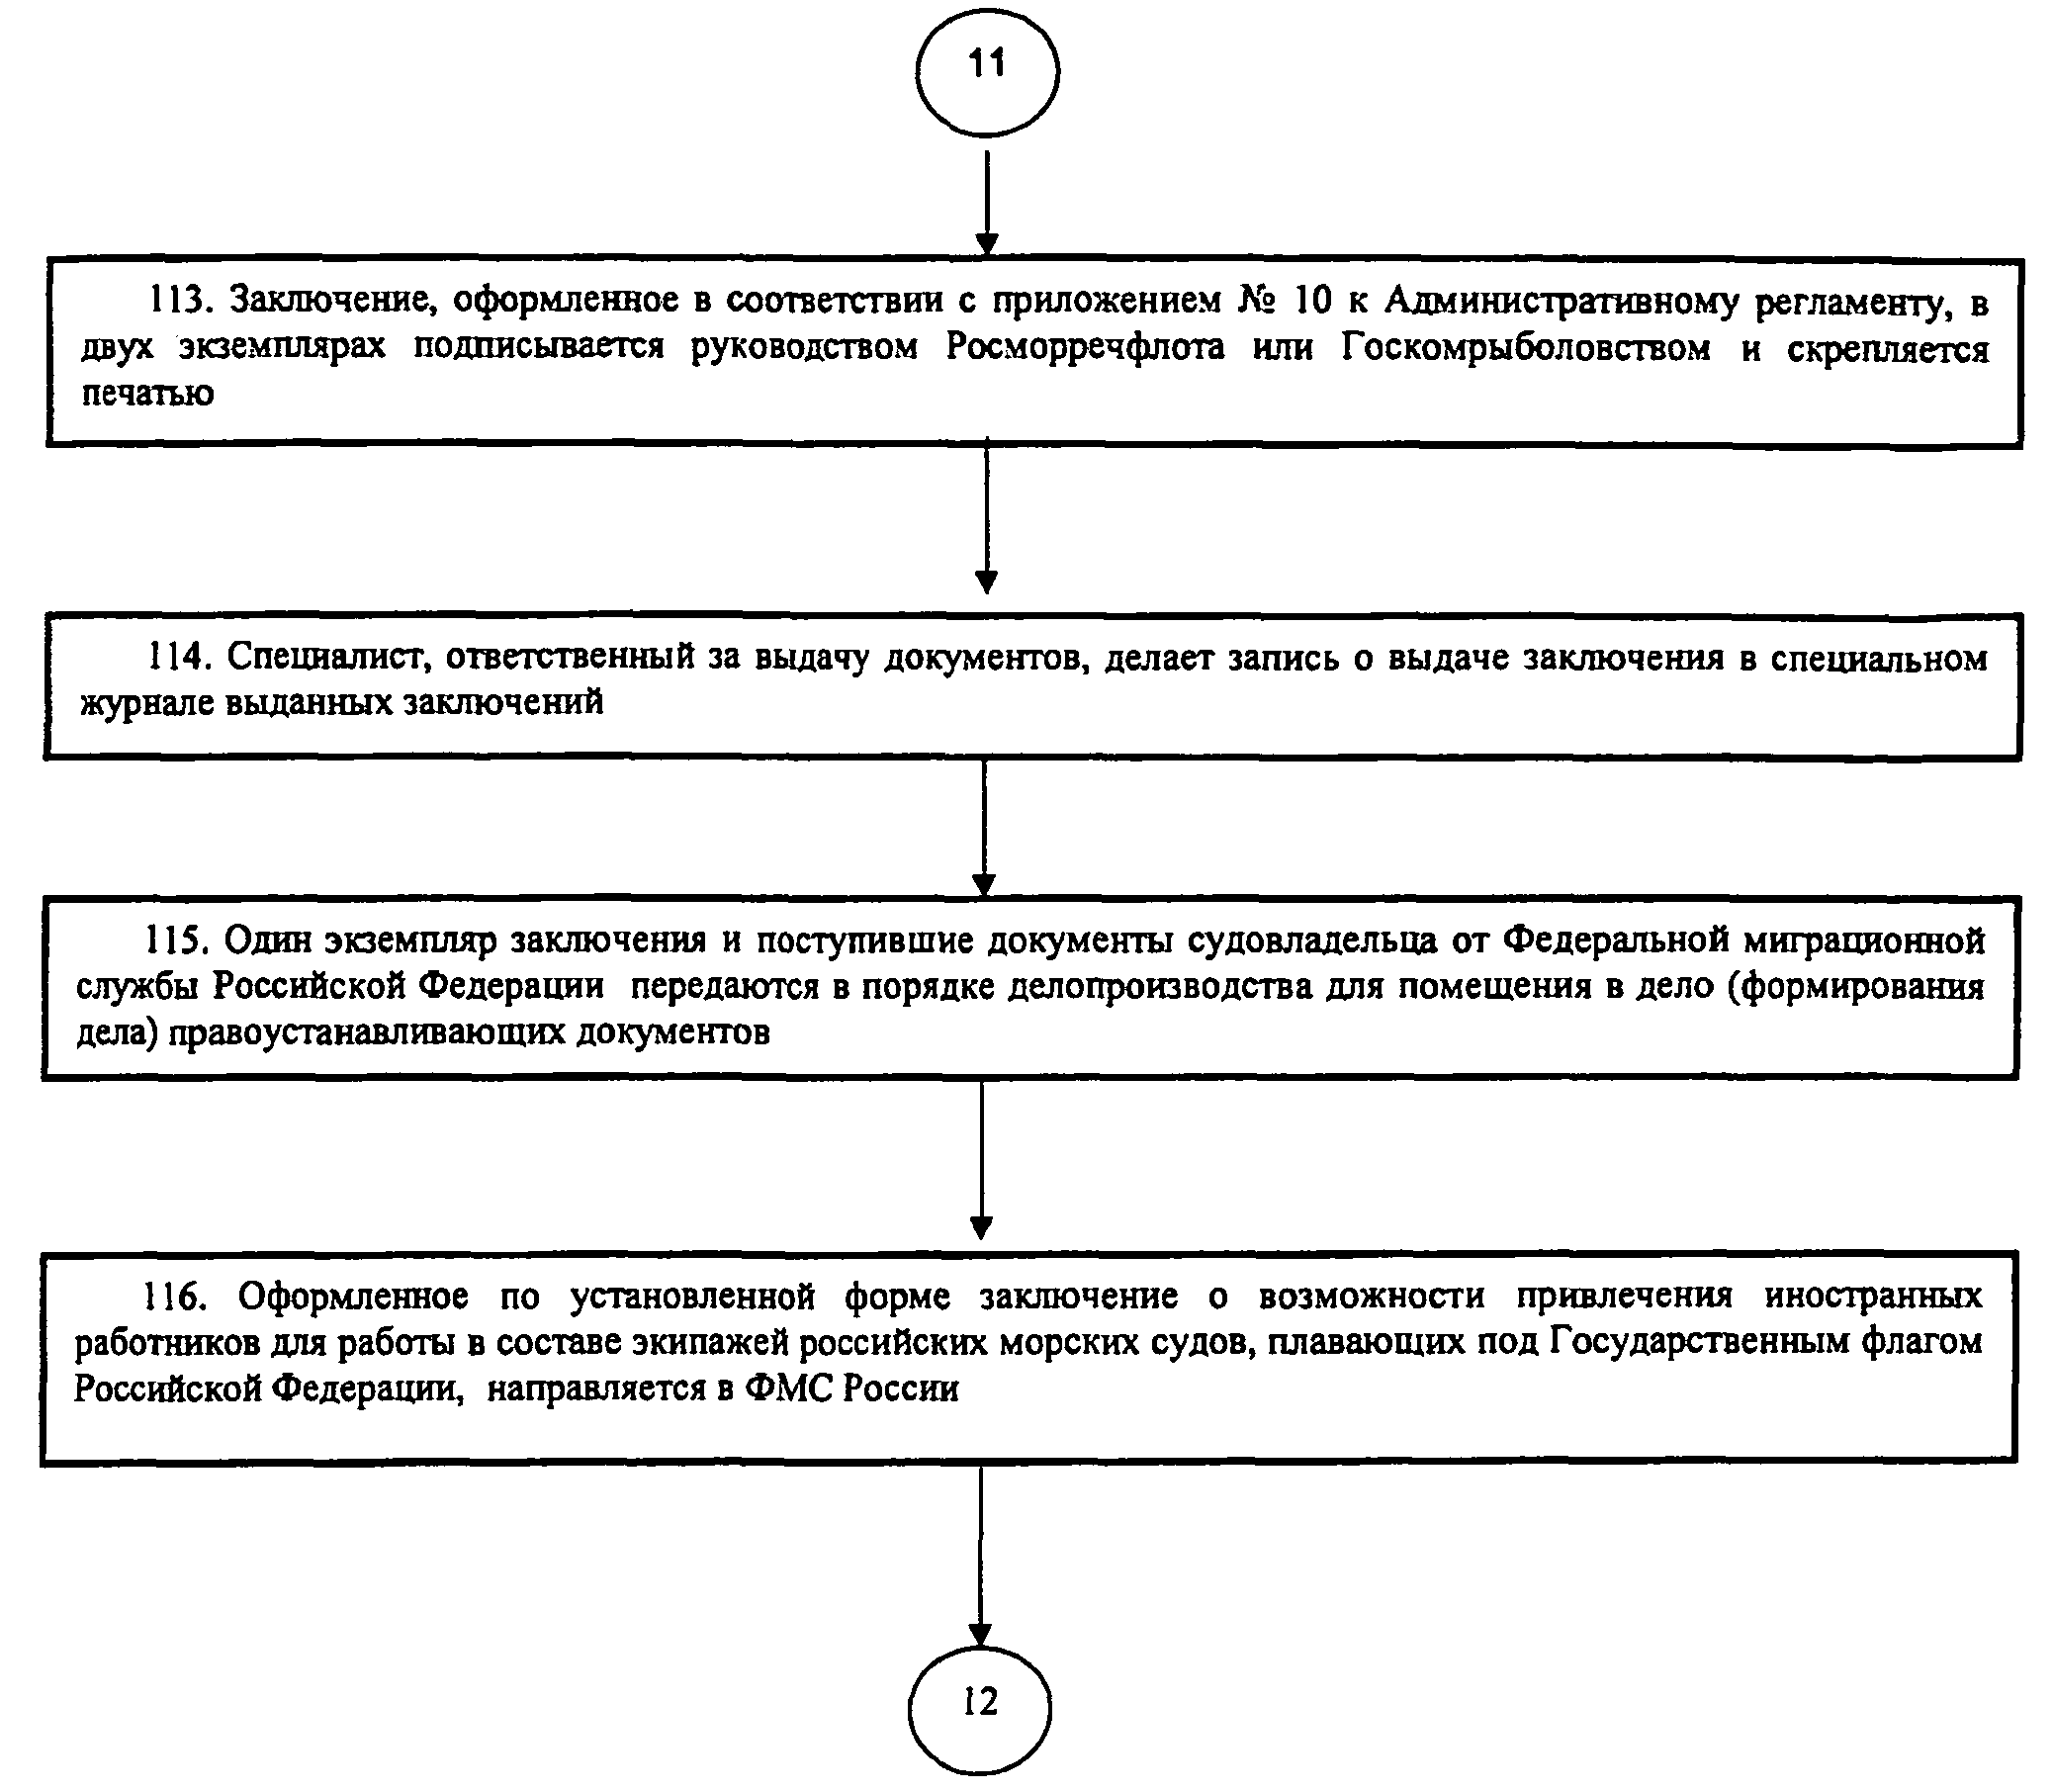 11
113. Заключение, оформленное в соответствии с приложением № 10 к Административному регламенту, в
двух экземплярах подписывается руководством Росморречфлота или Госкомрыболовством и скрепляется
печатью
114. Специалист, ответственный за выдачу документов, делает запись о выдаче заключения в специальном
журнале выданных заключений
115. Один экземпляр заключения и поступившие документы судовладельца от Федеральной миграционной
службы Российской Федерации передаются в порядке делопроизводства для помещения в дело (формирования
дела) правоустанавливающих документов
116. Оформленное по установленной форме заключение о возможности привлечения иностранных
работников для работы в составе экипажей российских морских судов, плавающих под Государственным флагом
Российской Федерации, направляется в ФМС России
12